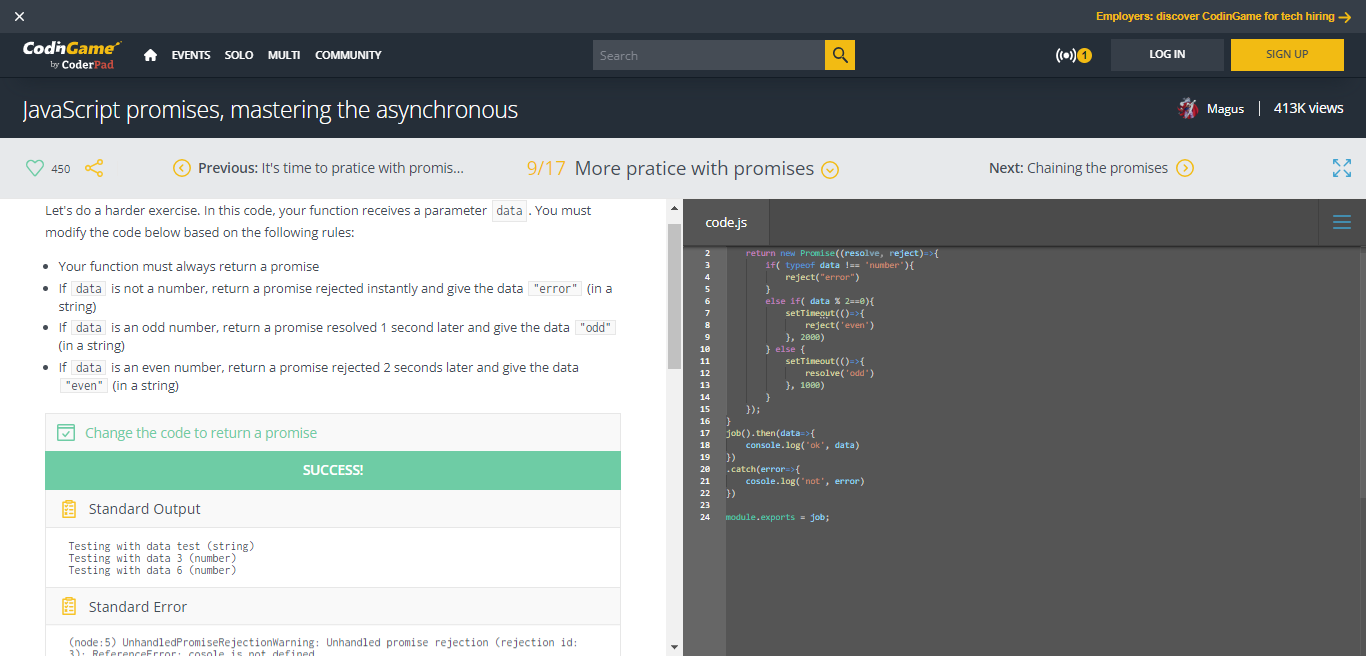 Employers: discover CodinGame for tech hiring
CodinGame
by CoderPad
EVENTS SOLO MULTI COMMUNITY
Search
1
LOG IN
SIGN UP
JavaScript promises, mastering the asynchronous
Magus | 413K views
450
Previous: It's time to pratice with promis...
9/17 More pratice with promises
Next: Chaining the promises
Let's do a harder exercise. In this code, your function receives a parameter data . You must
modify the code below based on the following rules:
• Your function must always return a promise
• If data is not a number, return a promise rejected instantly and give the data "error" (in a
string)
• If data is an odd number, return a promise resolved 1 second later and give the data "odd"
(in a string)
• If data is an even number, return a promise rejected 2 seconds later and give the data
"even" (in a string)
Change the code to return a promise
SUCCESS!
Standard Output
Testing with data test (string)
Testing with data 3 (number)
Testing with data 6 (number)
Standard Error
(node:5) UnhandledPromiseRejectionWarning: Unhandled promise rejection (rejection id:
3): ReferenceError: cosole is not defined
code.js
2 return new Promise((resolve, reject)=>{
3 if( typeof data !== 'number'){
4 reject("error")
5 }
6 else if( data % 2==0){
7 setTimeout(()=>{
8 reject('even')
9 }, 2000)
10 } else {
11 setTimeout(()=>{
12 resolve('odd')
13 }, 1000)
14 }
15 });
16 }
17 job().then(data=>{
18 console.log('ok', data)
19 })
20 .catch(error=>{
21 cosole.log('not', error)
22 })
23
24 module.exports = job;